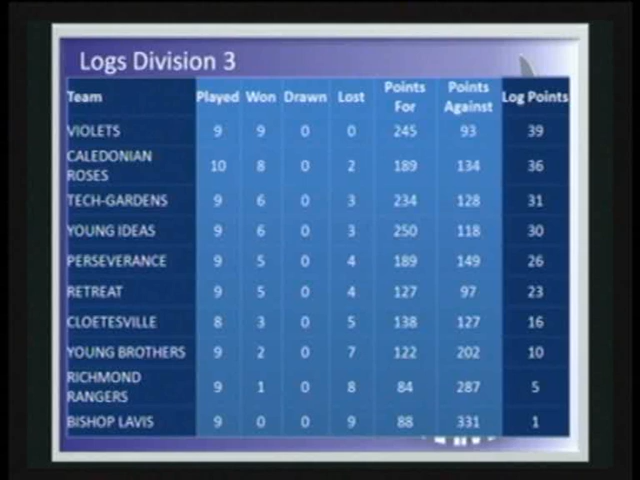 Logs Division 3
Team Played Won Drawn Lost Points For Points Against Log Points
VIOLETS 9 9 0 0 245 93 39
CALEDONIAN ROSES 10 8 0 2 189 134 36
TECH-GARDENS 9 6 0 3 234 128 31
YOUNG IDEAS 9 6 0 3 250 118 30
PERSEVERANCE 9 5 0 4 189 149 26
RETREAT 9 5 0 4 127 97 23
CLOETESVILLE 8 3 0 5 138 127 16
YOUNG BROTHERS 9 2 0 7 122 202 10
RICHMOND RANGERS 9 1 0 8 84 287 5
BISHOP LAVIS 9 0 0 9 88 331 1